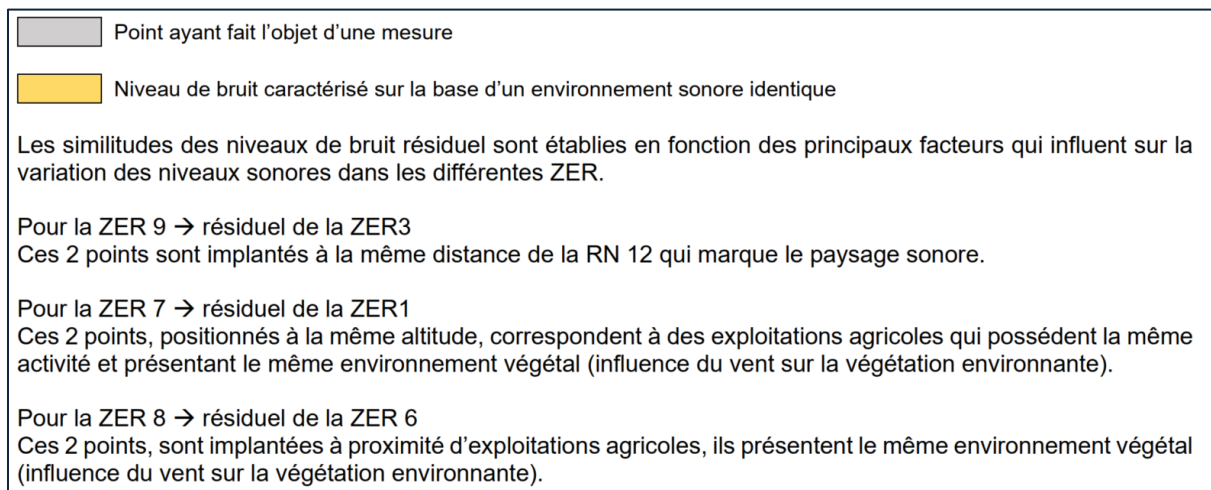 Point ayant fait l’objet d’une mesure
Niveau de bruit caractérisé sur la base d’un environnement sonore identique
Les similitudes des niveaux de bruit résiduel sont établies en fonction des principaux facteurs qui influent sur la
variation des niveaux sonores dans les différentes ZER.
Pour la ZER 9 → résiduel de la ZER3
Ces 2 points sont implantés à la même distance de la RN 12 qui marque le paysage sonore.
Pour la ZER 7 → résiduel de la ZER1
Ces 2 points, positionnés à la même altitude, correspondent à des exploitations agricoles qui possédent la même
activité et présentant le même environnement végétal (influence du vent sur la végétation environnante).
Pour la ZER 8 → résiduel de la ZER 6
Ces 2 points, sont implantées à proximité d’exploitations agricoles, ils présentent le même environnement végétal
(influence du vent sur la végétation environnante).